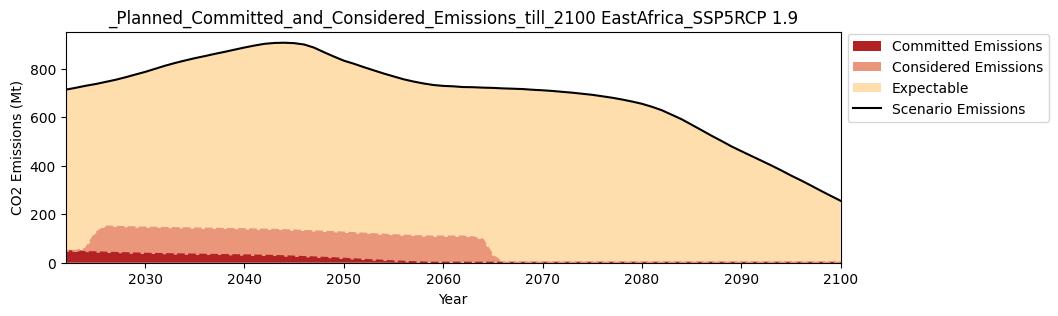 _Planned_Committed_and_Considered_Emissions_till_2100 EastAfrica_SSP5RCP 1.9
CO2 Emissions (Mt)
800
600
400
200
0
2030 2040 2050 2060 2070 2080 2090 2100
Year
Committed Emissions
Considered Emissions
Expectable
Scenario Emissions